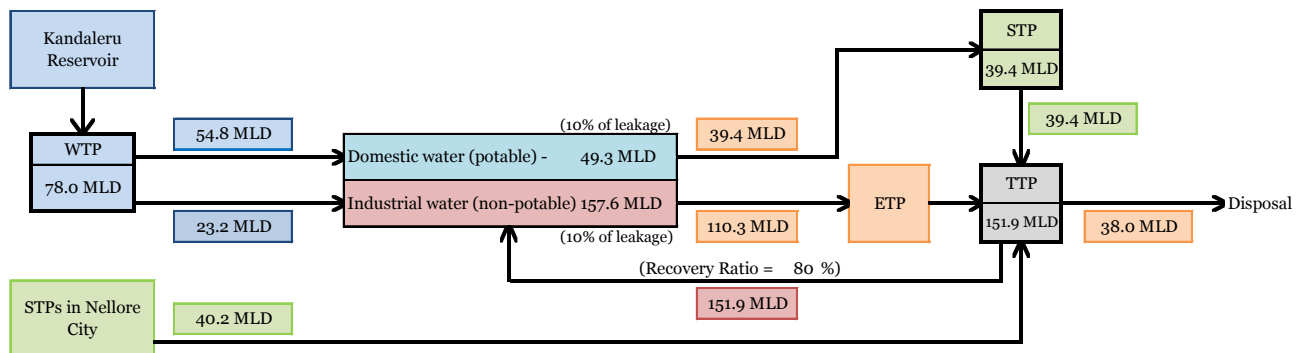 Kandaleru
Reservoir
STP
39.4 MLD
54.8 MLD
(10% of leakage)
39.4 MLD
39.4 MLD
WTP
78.0 MLD
Domestic water (potable) - 49.3 MLD
Industrial water (non-potable) 157.6 MLD
ETP
TTP
151.9 MLD
Disposal
23.2 MLD
(10% of leakage)
110.3 MLD
38.0 MLD
(Recovery Ratio = 80 %)
151.9 MLD
STPs in Nellore
City
40.2 MLD